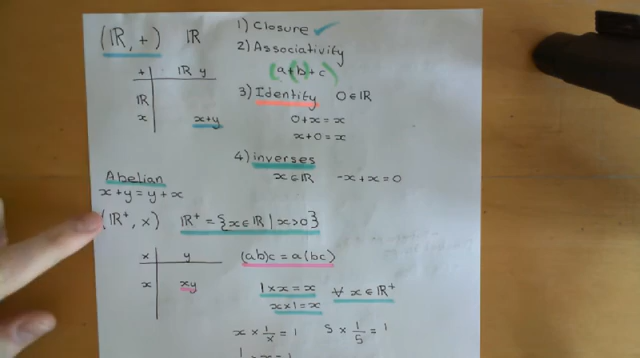 (ℝ, +) ℝ
+ | ℝ y
ℝ
x | x+y
1) Closure ✓
2) Associativity
(a+b)+c)
3) Identity 0∈ℝ
0+x=x
x+0=x
4) inverses
x∈ℝ -x+x=0
Abelian
x+y=y+x
(ℝ⁺, ×) ℝ⁺={x∈ℝ|x>0}
× | y
x | xy
(ab)c=a(bc)
1×x=x ∀ x∈ℝ⁺
x×1=x
x × 1/x = 1 5 × 1/5 = 1